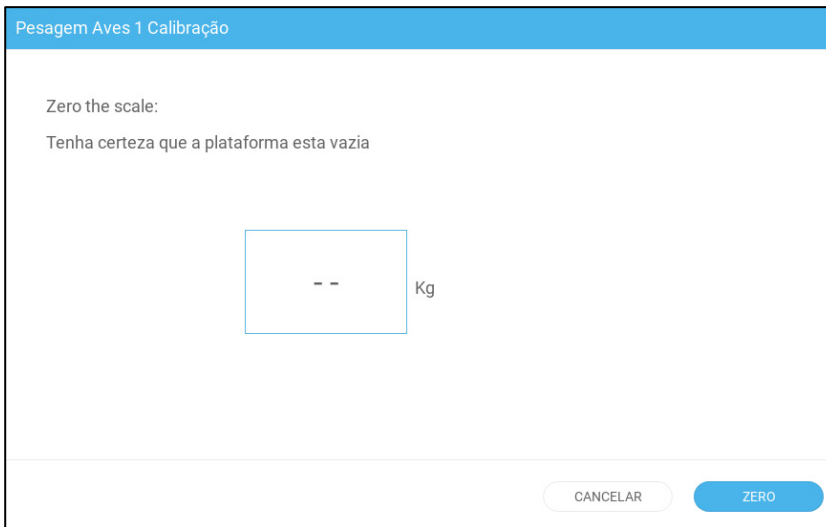 Pesagem Aves 1 Calibração
Zero the scale:
Tenha certeza que a plataforma esta vazia
-- Kg
CANCELAR ZERO